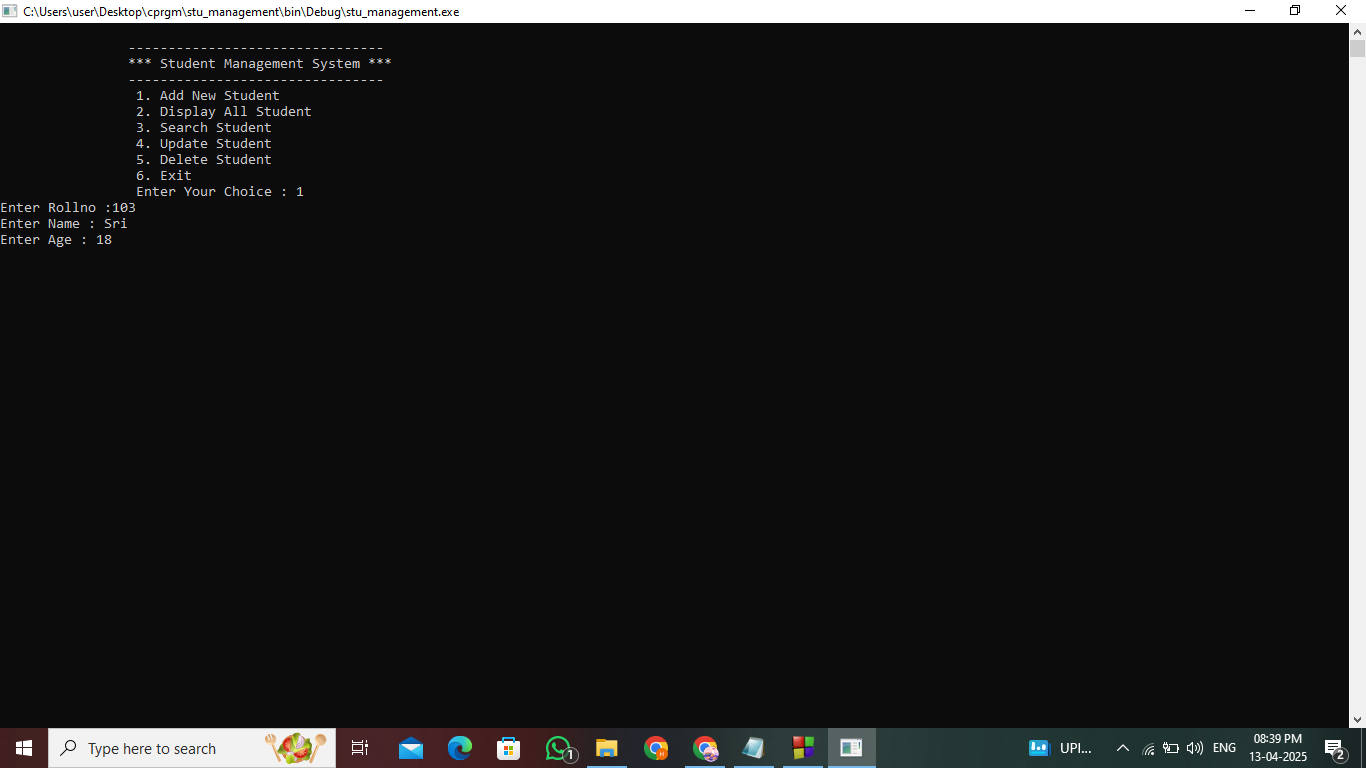 C:\Users\user\Desktop\cprgm\stu_management\bin\Debug\stu_management.exe
--------------------------------
*** Student Management System ***
--------------------------------
1. Add New Student
2. Display All Student
3. Search Student
4. Update Student
5. Delete Student
6. Exit
Enter Your Choice : 1
Enter Rollno :103
Enter Name : Sri
Enter Age : 18
Type here to search
1
H
UPI...
ENG
08:39 PM
13-04-2025
2